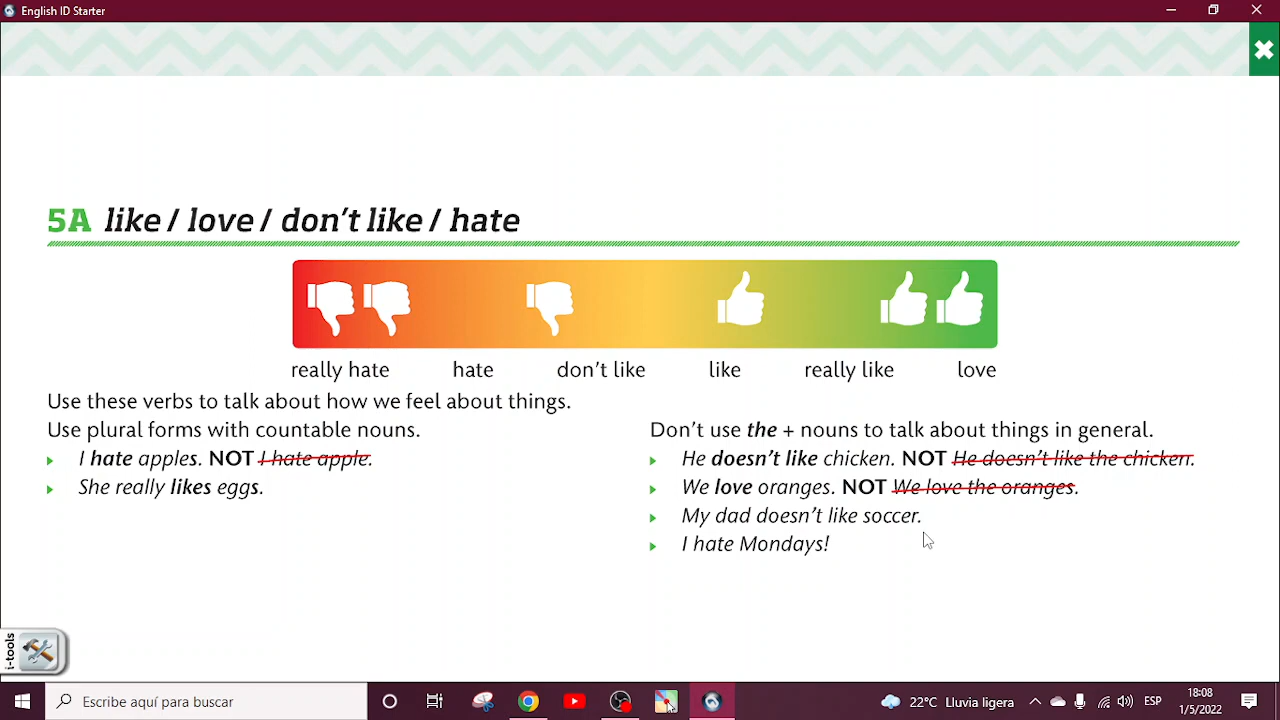 English ID Starter
5A like / love / don't like / hate
really hate hate don't like like really like love
Use these verbs to talk about how we feel about things.
Use plural forms with countable nouns.
I hate apples. NOT I hate apple.
She really likes eggs.
Don't use the + nouns to talk about things in general.
He doesn't like chicken. NOT He doesn't like the chicken.
We love oranges. NOT We love the oranges.
My dad doesn't like soccer.
I hate Mondays!
i-tools
Escribe aquí para buscar
22°C Lluvia ligera
ESP
18:08
1/5/2022